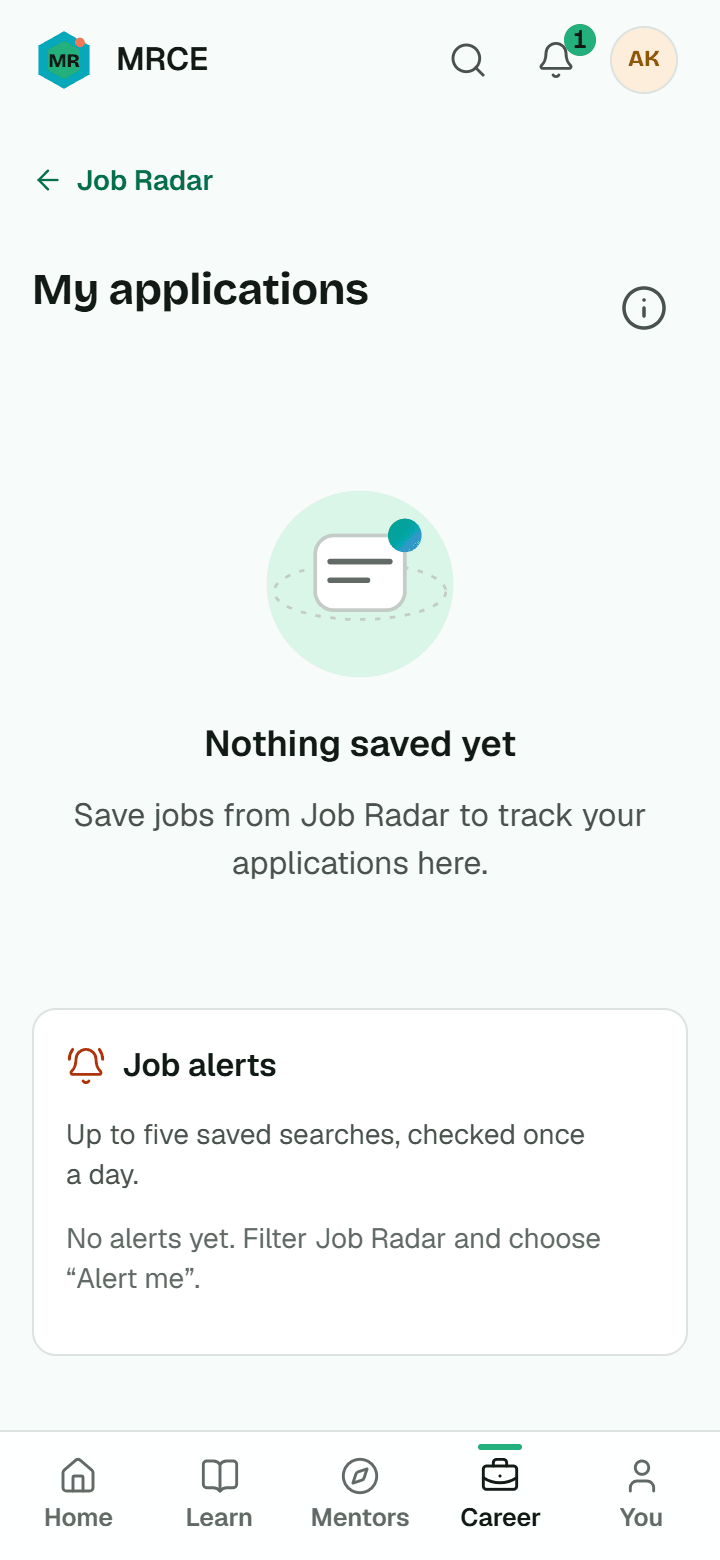 MR
MRCE
1
AK
Job Radar
My applications
Nothing saved yet
Save jobs from Job Radar to track your
applications here.
Job alerts
Up to five saved searches, checked once
a day.
No alerts yet. Filter Job Radar and choose
“Alert me”.
Home
Learn
Mentors
Career
You